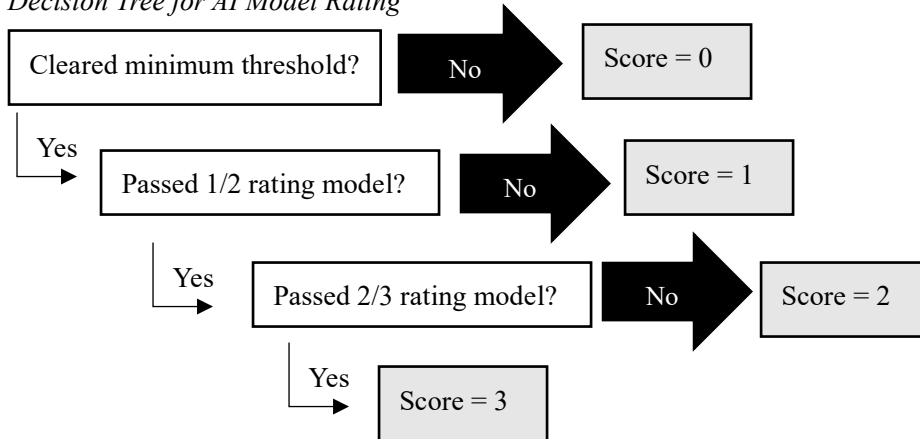 Decision Tree for AI Model Rating
Cleared minimum threshold?
No
Score = 0
Yes
Passed 1/2 rating model?
No
Score = 1
Yes
Passed 2/3 rating model?
No
Score = 2
Yes
Score = 3